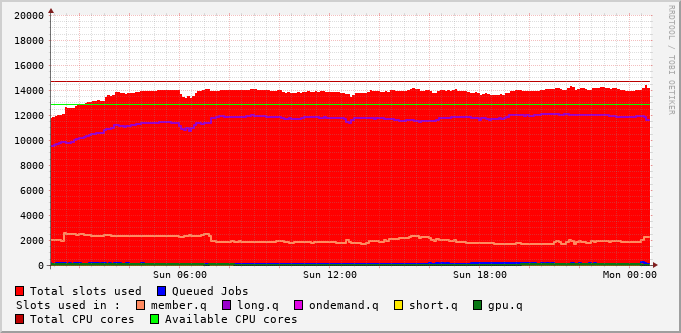 RRDTOOL / TOBI OETIKER
20000
18000
16000
14000
12000
10000
8000
6000
4000
2000
0
Sun 06:00 Sun 12:00 Sun 18:00 Mon 00:00
Total slots used Queued Jobs
Slots used in : member.q long.q ondemand.q short.q gpu.q
Total CPU cores Available CPU cores